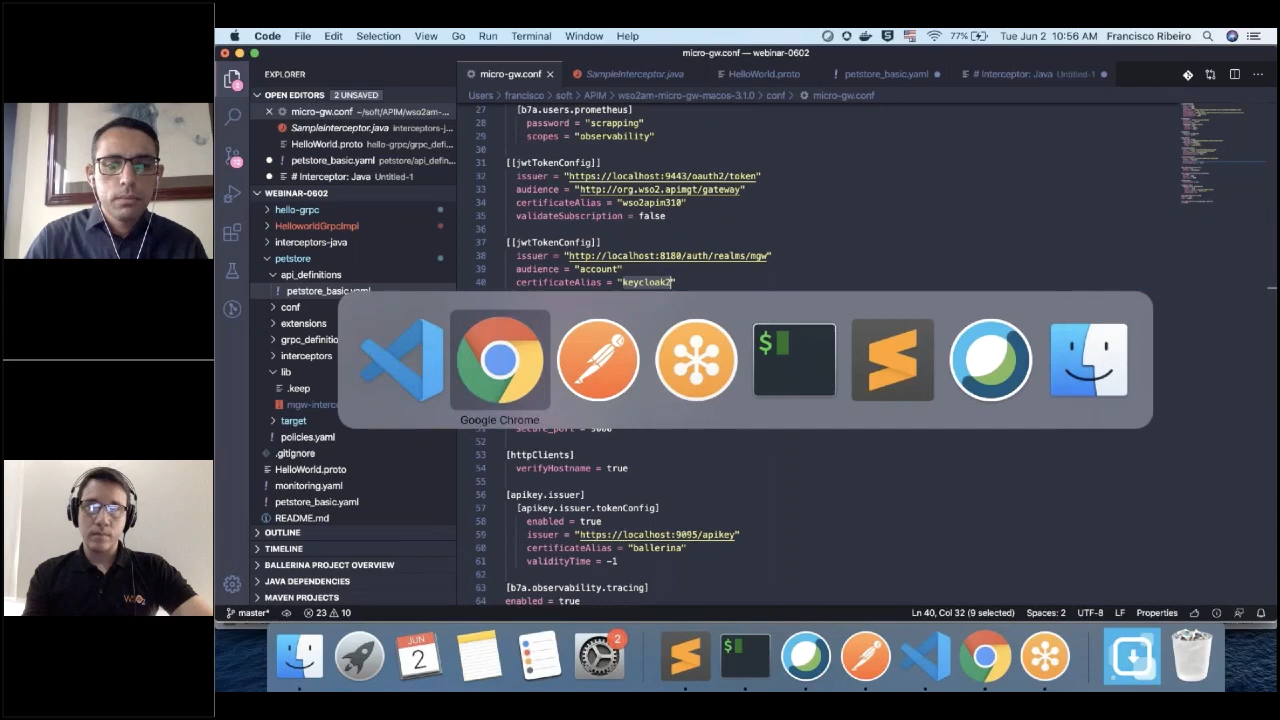 Code File Edit Selection View Go Run Terminal Window Help 77% Tue Jun 2 10:56 AM Francisco Ribeiro
micro-gw.conf — webinar-0602
EXPLORER
micro-gw.conf
SampleInterceptor.java
HelloWorld.proto
petstore_basic.yaml
# Interceptor: Java Untitled-1
Users > francisco > soft > APIM > wso2am-micro-gw-macos-3.1.0 > conf > micro-gw.conf
OPEN EDITORS 2 UNSAVED
micro-gw.conf ~/soft/APIM/wso2am-...
SampleInterceptor.java interceptors-j...
HelloWorld.proto hello-grpc/grpc_defini...
petstore_basic.yaml petstore/api_defin...
# Interceptor: Java Untitled-1
WEBINAR-0602
hello-grpc
HelloworldGrpcImpl
interceptors-java
petstore
api_definitions
petstore_basic.yaml
conf
extensions
grpc_definitio
interceptors
lib
.keep
mgw-interc
target
policies.yaml
.gitignore
HelloWorld.proto
monitoring.yaml
petstore_basic.yaml
README.md
OUTLINE
TIMELINE
BALLERINA PROJECT OVERVIEW
JAVA DEPENDENCIES
MAVEN PROJECTS
27 [b7a.users.prometheus]
28 password = "scrapping"
29 scopes = "observability"
30
31 [[jwtTokenConfig]]
32 issuer = "https://localhost:9443/oauth2/token"
33 audience = "http://org.wso2.apimgt/gateway"
34 certificateAlias = "wso2apim310"
35 validateSubscription = false
36
37 [[jwtTokenConfig]]
38 issuer = "http://localhost:8180/auth/realms/mgw"
39 audience = "account"
40 certificateAlias = "keycloak2"
$
Google Chrome
52
53 [httpClients]
54 verifyHostname = true
55
56 [apikey.issuer]
57 [apikey.issuer.tokenConfig]
58 enabled = true
59 issuer = "https://localhost:9095/apikey"
60 certificateAlias = "ballerina"
61 validityTime = -1
62
63 [b7a.observability.tracing]
64 enabled = true
master* 23 10 Ln 40, Col 32 (9 selected) Spaces: 2 UTF-8 LF Properties
JUN
2
2
$